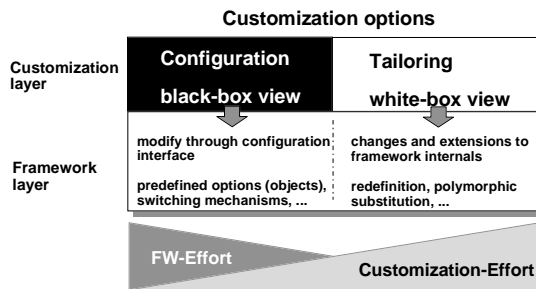 Customization options
Customization
layer
Configuration
black-box view
Tailoring
white-box view
Framework
layer
modify through configuration
interface
predefined options (objects),
switching mechanisms, ...
changes and extensions to
framework internals
redefinition, polymorphic
substitution, ...
FW-Effort
Customization-Effort